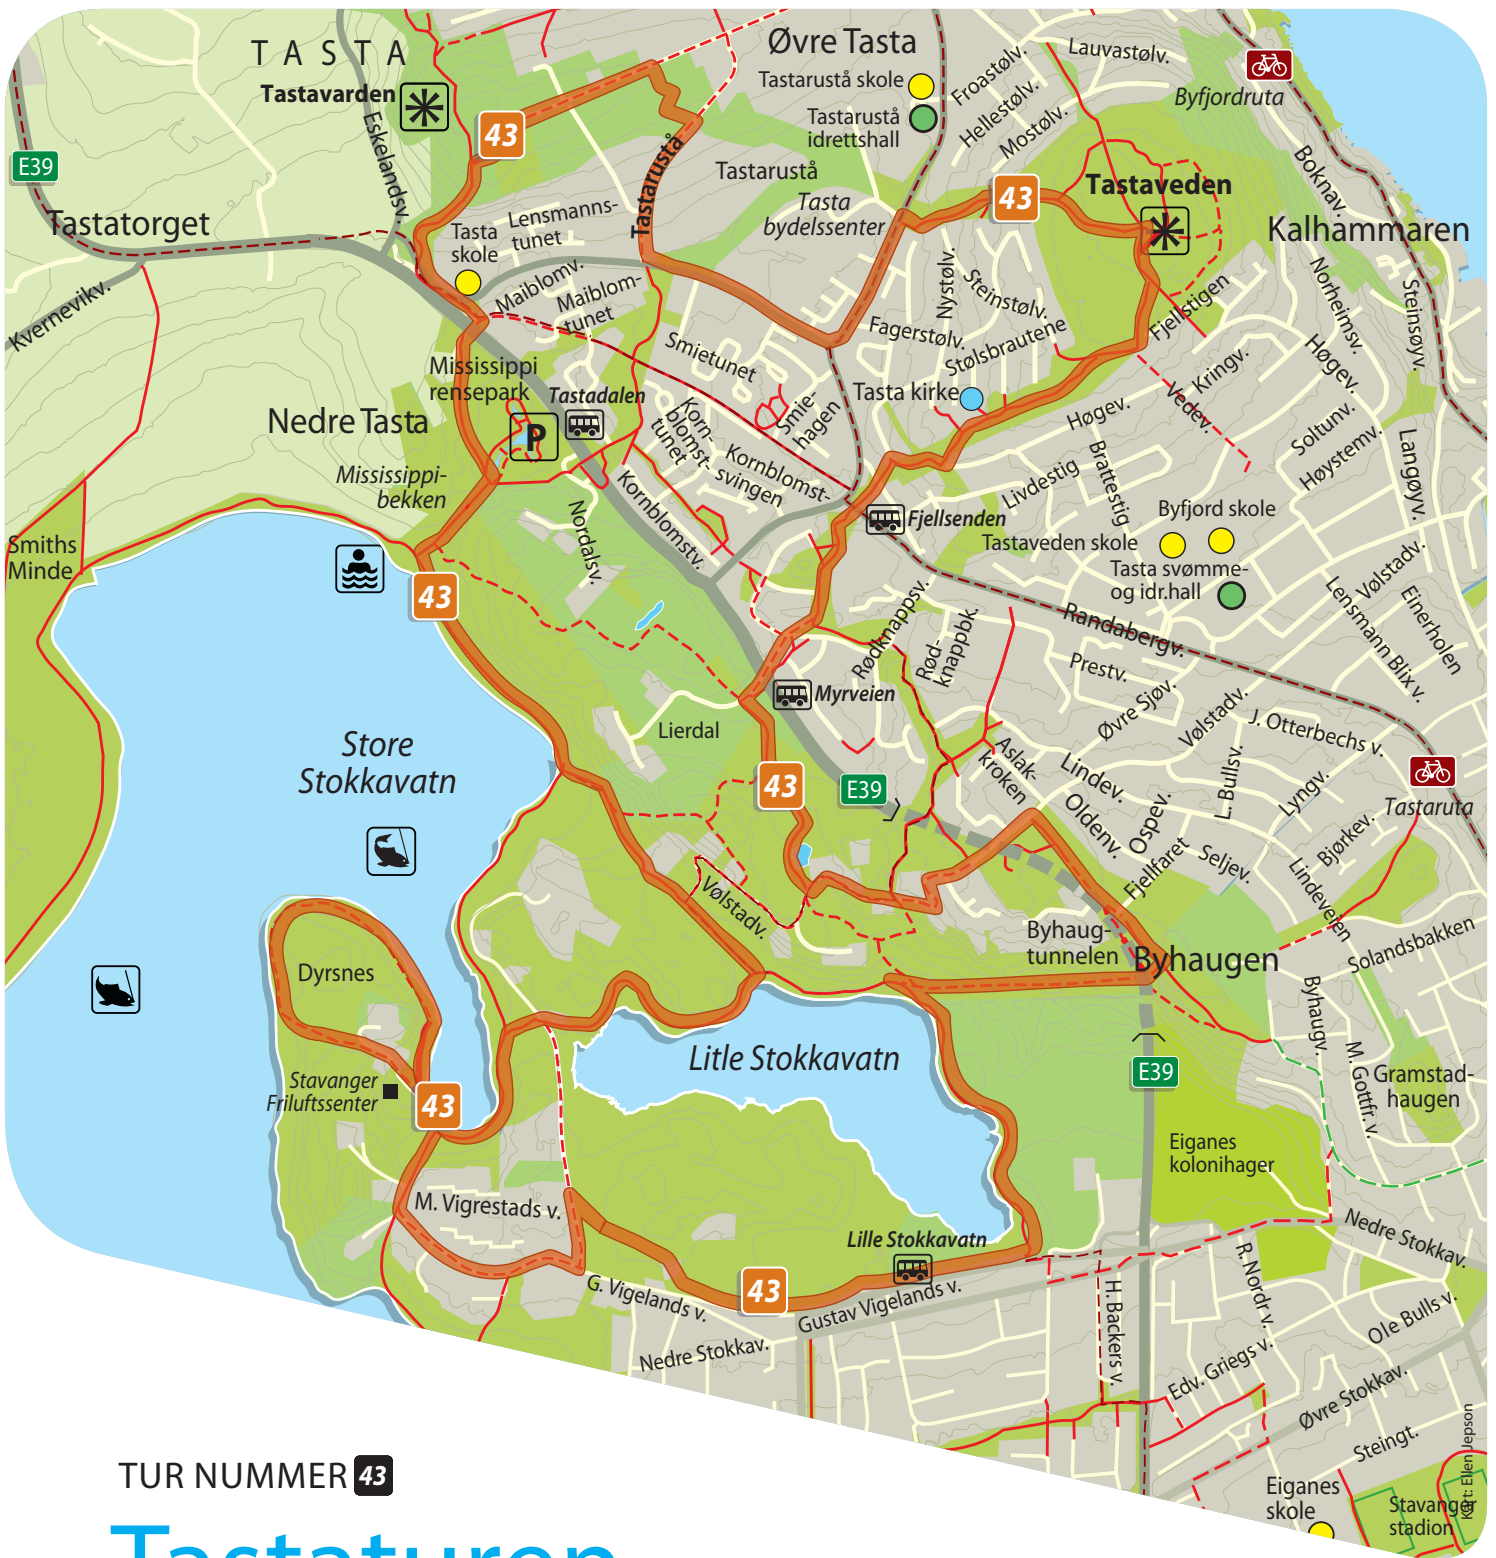 TASTA
Tastavarden
43
E39
Tastatorget
Eskelandsv.
Kvernevikv.
Øvre Tasta
Tastarustå skole
Tastarustå
idrettshall
Tastarustå
Tastarustå
Tasta
bydelssenter
Froastølv.
Hellestølv.
Mostølv.
Lauvastølv.
Byfjordruta
Boknav.
Tastaveden
43
Kalhammaren
Tasta
skole
Lensmanns-
tunet
Maiblomv.
Maiblom-
tunet
Smietunet
Smie-
hagen
Nystølv.
Steinstølv.
Fagerstølv.
Stølsbrautene
Fjellstigen
Norheimsv.
Steinsøyv.
Høgev.
Kringv.
Vedev.
Mississippi
rensepark
Tastadalen
P
Nedre Tasta
Mississippi-
bekken
Korn-
blomst-
tunet
Kornblomst-
svingen
Kornblomstv.
Nordalsv.
Tasta kirke
Høgev.
Livdestig
Brattestig
Soltunv.
Høystemv.
Langøyv.
Fjellsenden
Byfjord skole
Tastaveden skole
Tasta svømme-
og idr.hall
Vølstadv.
Einerholen
Lensmann Blix v.
Smiths
Minde
43
Randabergv.
Rødknappsv.
Rød-
knappbk.
Prestv.
Øvre Sjøv.
Vølstadv.
J. Otterbechs v.
Myrveien
Lierdal
Store
Stokkavatn
43
E39
Aslak-
kroken
Lindev.
Oldenv.
Ospev.
L. Bullsv.
Lyngv.
Bjørkev.
Tastaruta
Fjellfaret
Seljev.
Lindeveien
Solandsbakken
Vølstadv.
Byhaug-
tunnelen
Byhaugen
Byhaugv.
M. Gottfr. v.
Gramstad-
haugen
Dyrsnes
Stavanger
Friluftssenter
43
Litle Stokkavatn
E39
Eiganes
kolonihager
M. Vigrestads v.
Lille Stokkavatn
43
G. Vigelands v.
Gustav Vigelands v.
Nedre Stokkav.
Nedre Stokkav.
H. Backers v.
R. Nordr v.
Edv. Griegs v.
Ole Bulls v.
Øvre Stokkav.
Steingt.
Eiganes
skole
Stavanger
stadion
Kart: Ellen Jepson
TUR NUMMER 43
Tastaturen